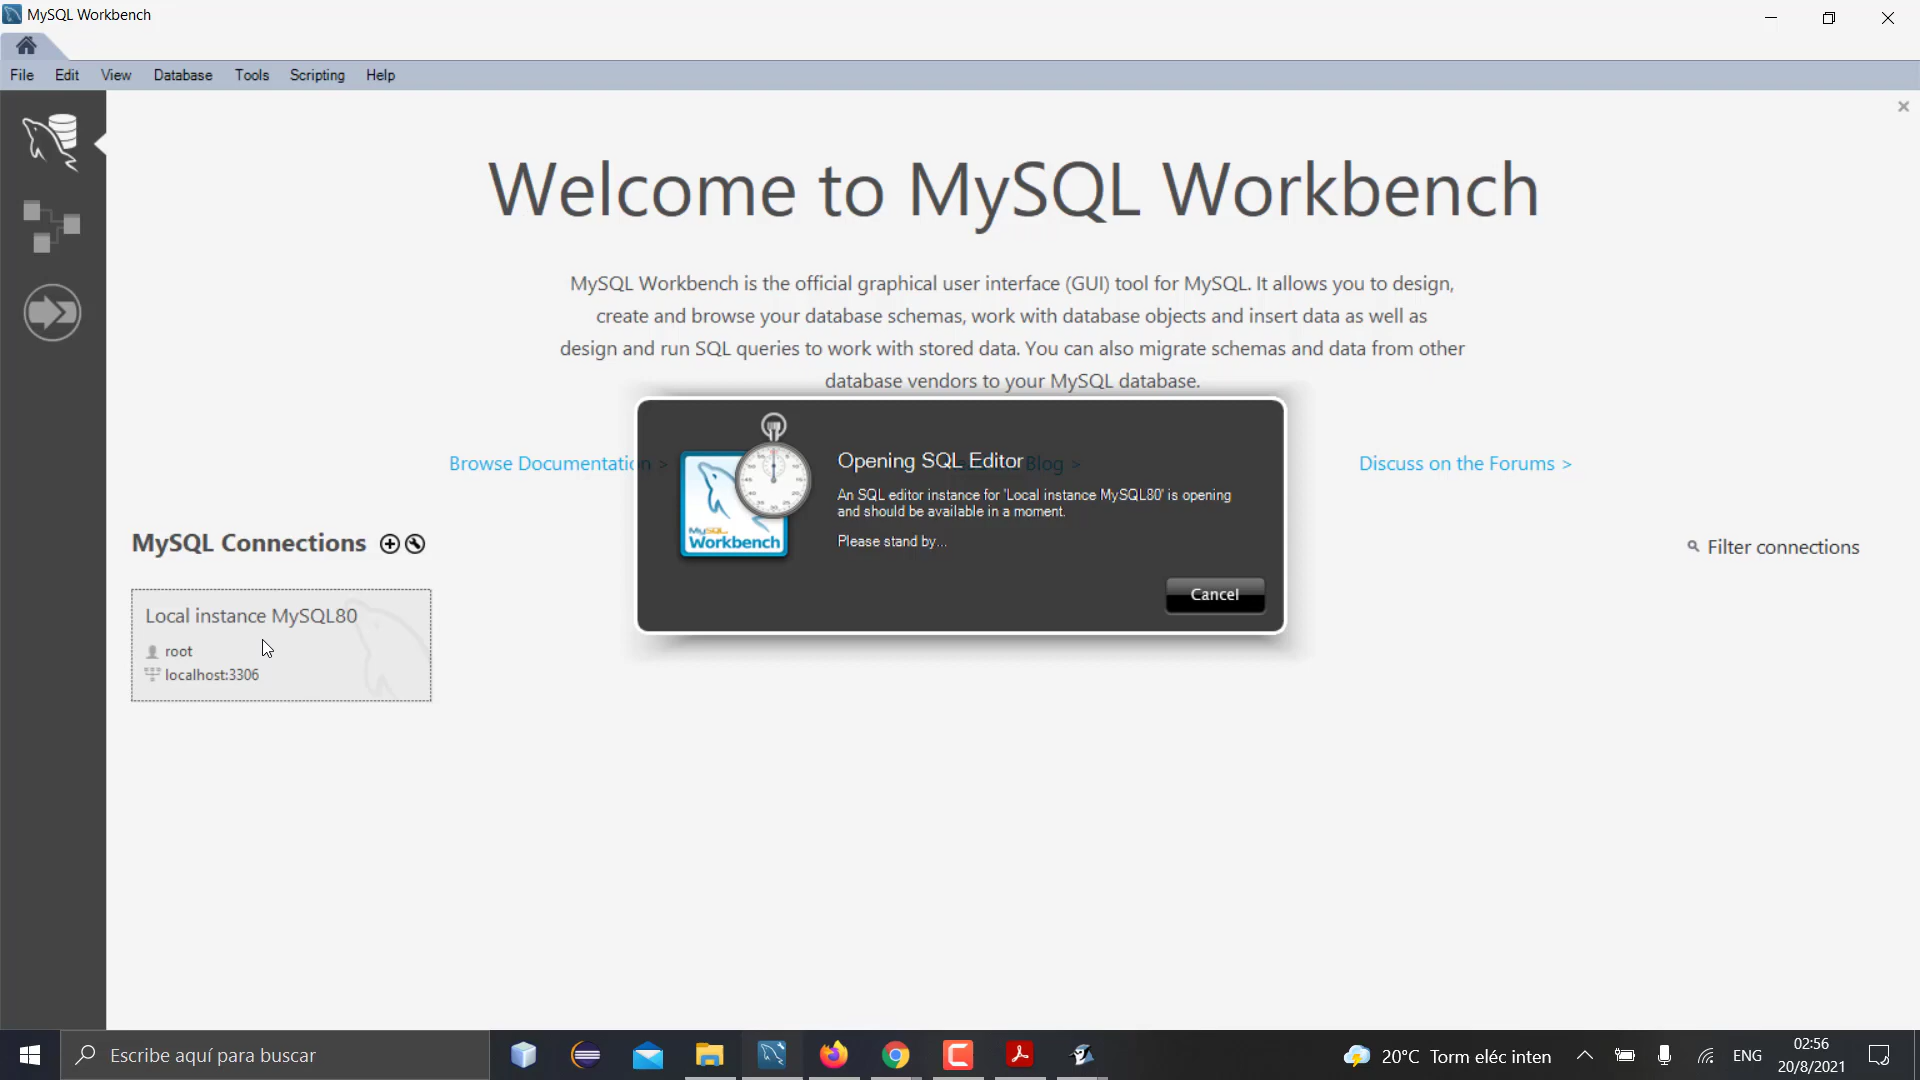 MySQL Workbench
File Edit View Database Tools Scripting Help
Welcome to MySQL Workbench
MySQL Workbench is the official graphical user interface (GUI) tool for MySQL. It allows you to design,
create and browse your database schemas, work with database objects and insert data as well as
design and run SQL queries to work with stored data. You can also migrate schemas and data from other
database vendors to your MySQL database.
Browse Documentation >
Blog >
Discuss on the Forums >
Opening SQL Editor
An SQL editor instance for 'Local instance MySQL80' is opening
and should be available in a moment.
Please stand by...
Cancel
MySQL
Workbench
MySQL Connections
Filter connections
Local instance MySQL80
root
localhost:3306
Escribe aquí para buscar
20°C Torm eléc inten
ENG
02:56
20/8/2021